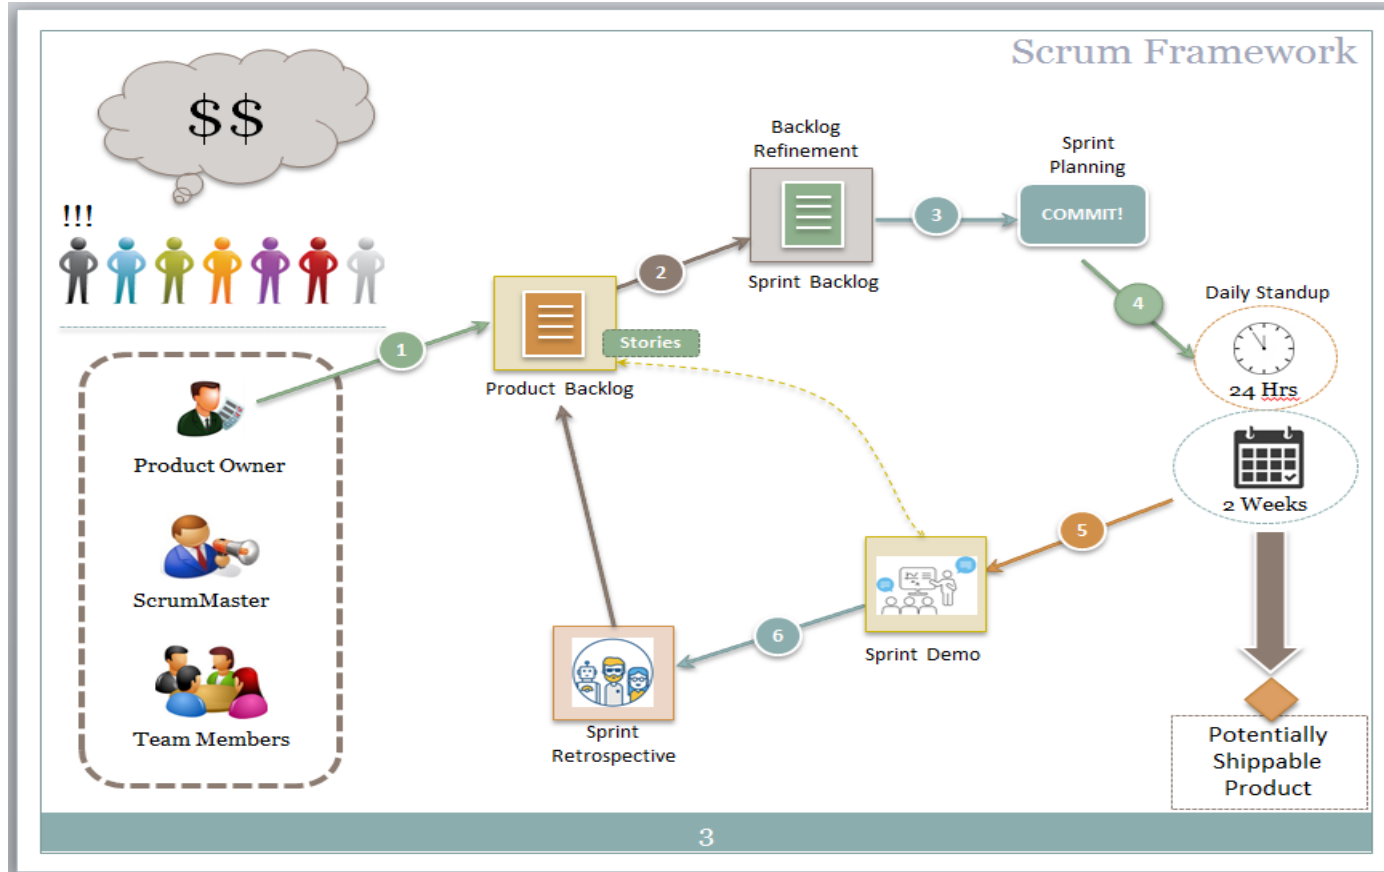 Scrum Framework
$$
!!!
Product Owner
ScrumMaster
Team Members
1
Stories
Product Backlog
2
Backlog
Refinement
Sprint Backlog
3
Sprint
Planning
COMMIT!
4
Daily Standup
24 Hrs
2 Weeks
5
Sprint Demo
6
Sprint
Retrospective
Potentially
Shippable
Product
3